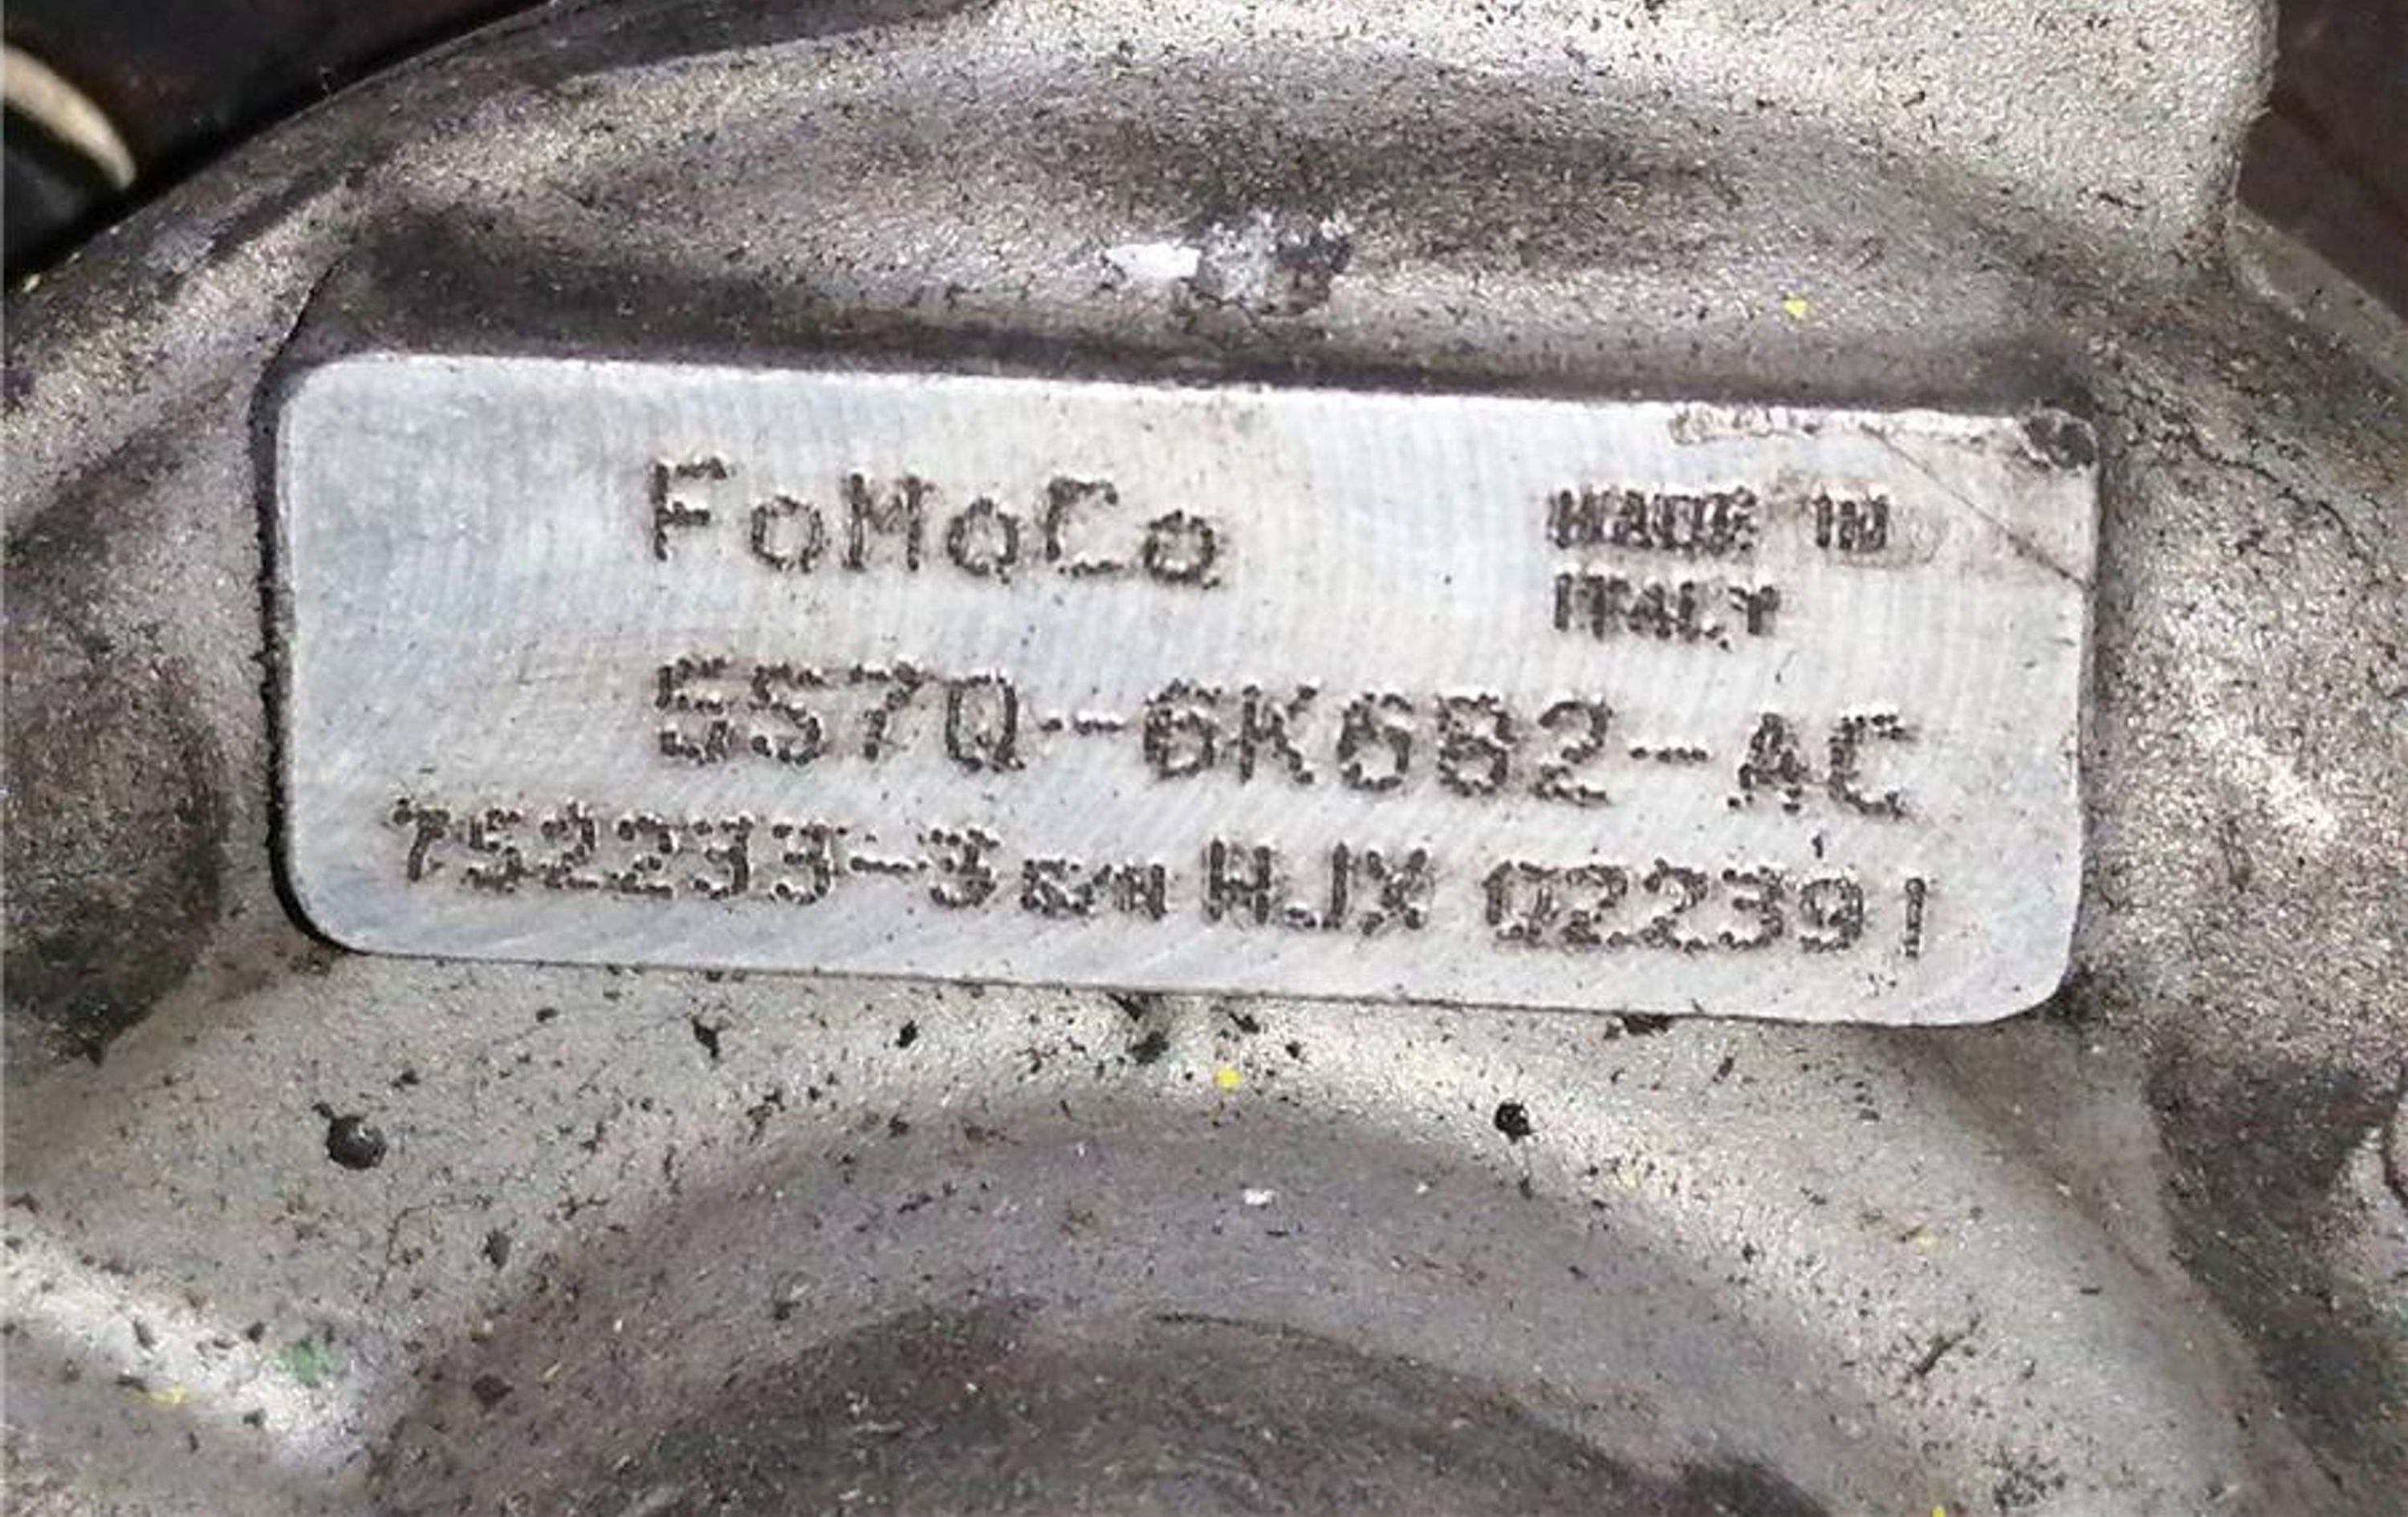 FoMoCo MADE IN
ITALY
5S7Q-6K682-AC
752233-3 S/N HJX 022391